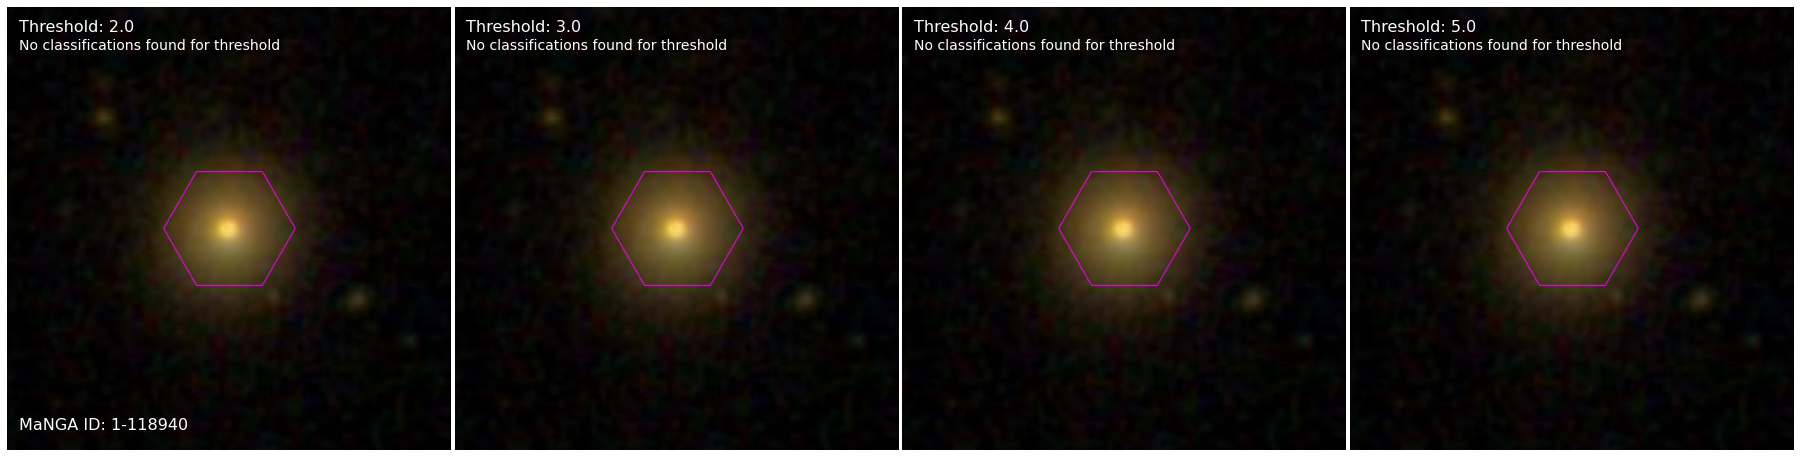 Threshold: 2.0
No classifications found for threshold
MaNGA ID: 1-118940
Threshold: 3.0
No classifications found for threshold
Threshold: 4.0
No classifications found for threshold
Threshold: 5.0
No classifications found for threshold